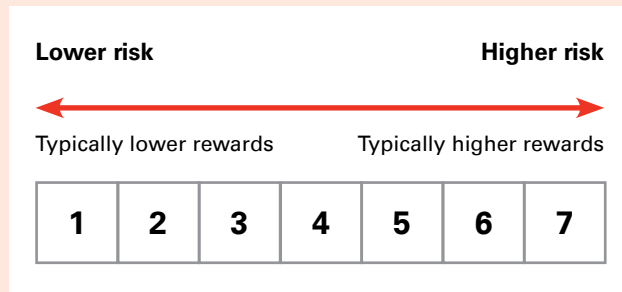 Lower risk Higher risk
Typically lower rewards Typically higher rewards
1 2 3 4 5 6 7